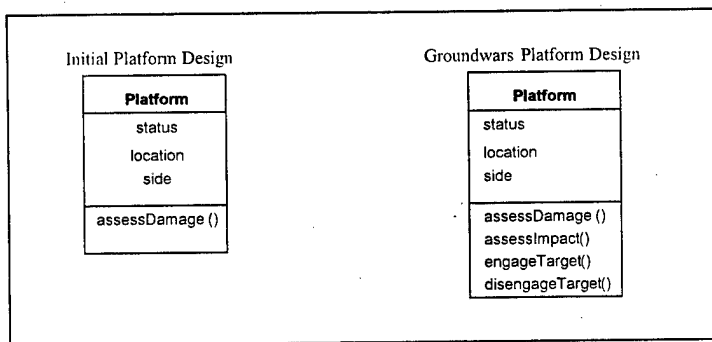 Initial Platform Design
Platform
status
location
side
assessDamage ()
Groundwars Platform Design
Platform
status
location
side
assessDamage ()
assessImpact()
engageTarget()
disengageTarget()